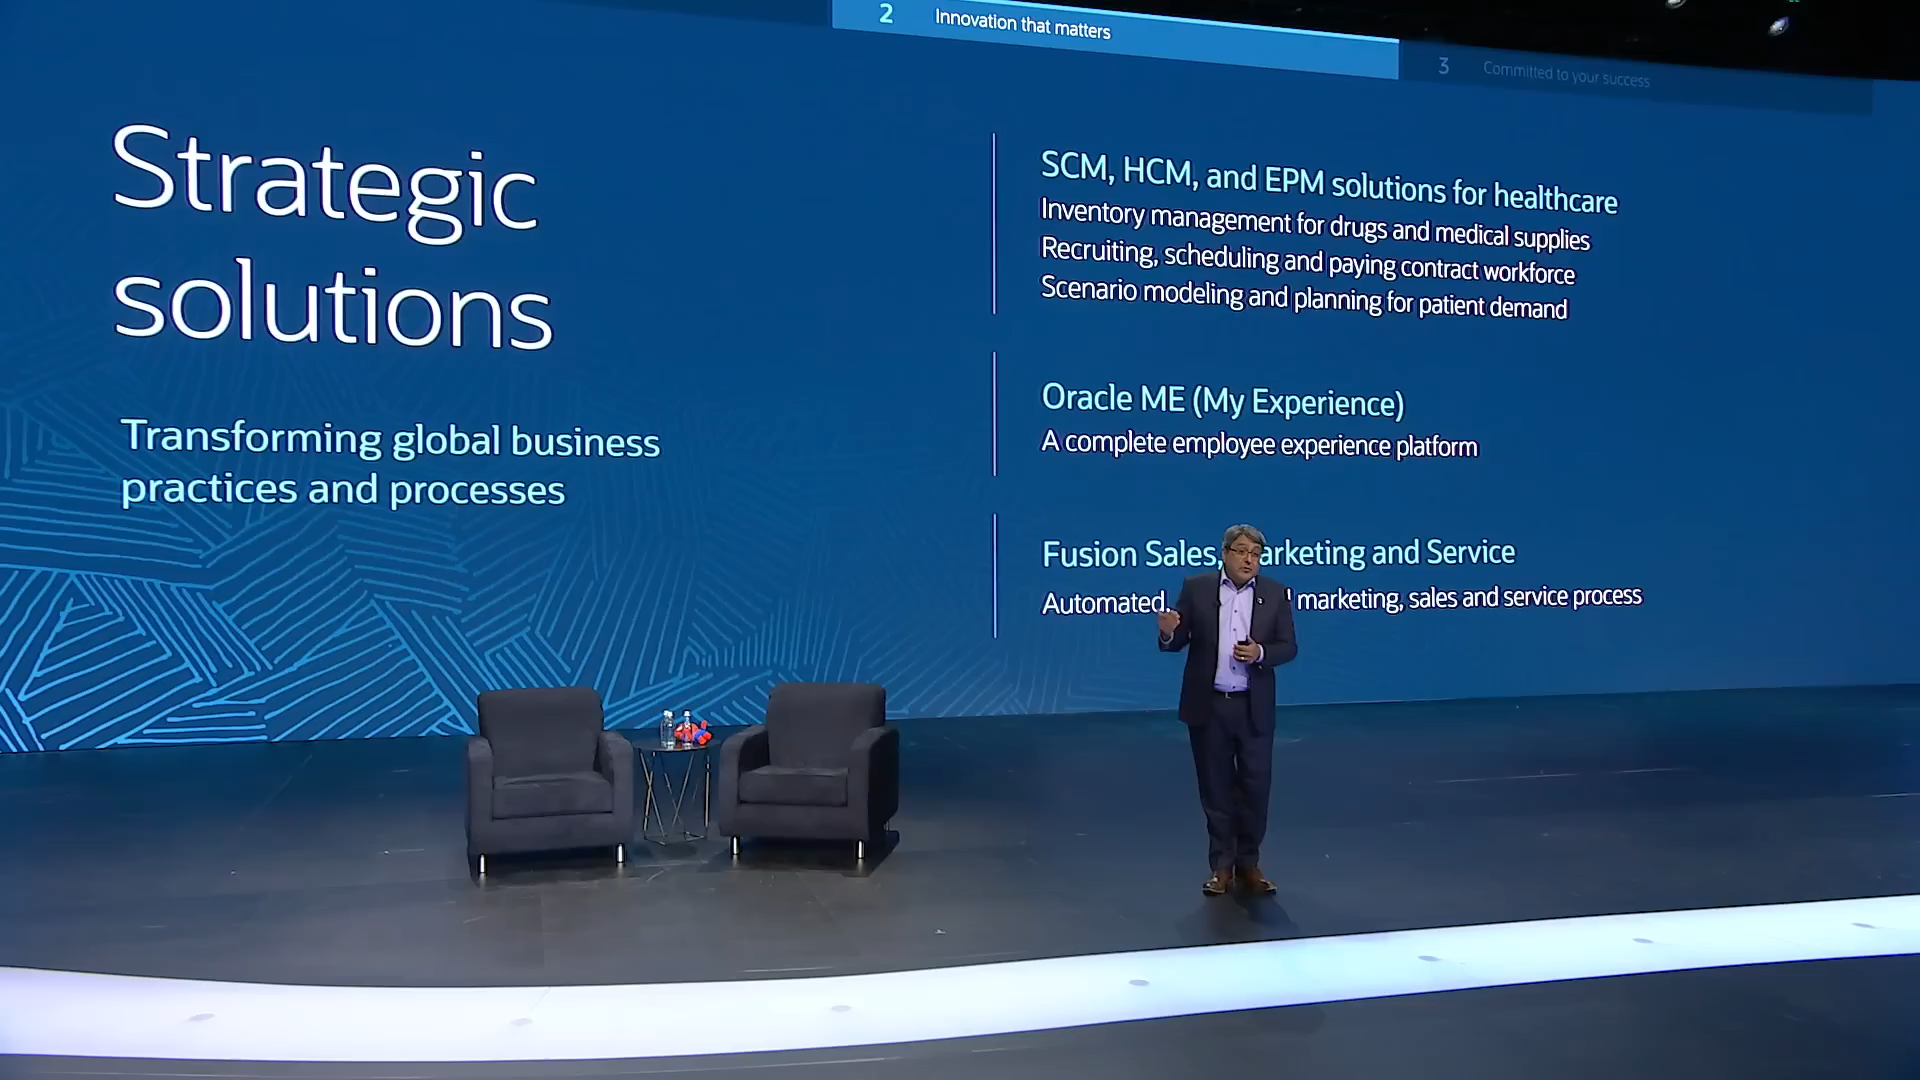 2 Innovation that matters
3 Committed to your success
Strategic
solutions
Transforming global business
practices and processes
SCM, HCM, and EPM solutions for healthcare
Inventory management for drugs and medical supplies
Recruiting, scheduling and paying contract workforce
Scenario modeling and planning for patient demand
Oracle ME (My Experience)
A complete employee experience platform
Fusion Sales, arketing and Service
Automated, marketing, sales and service process